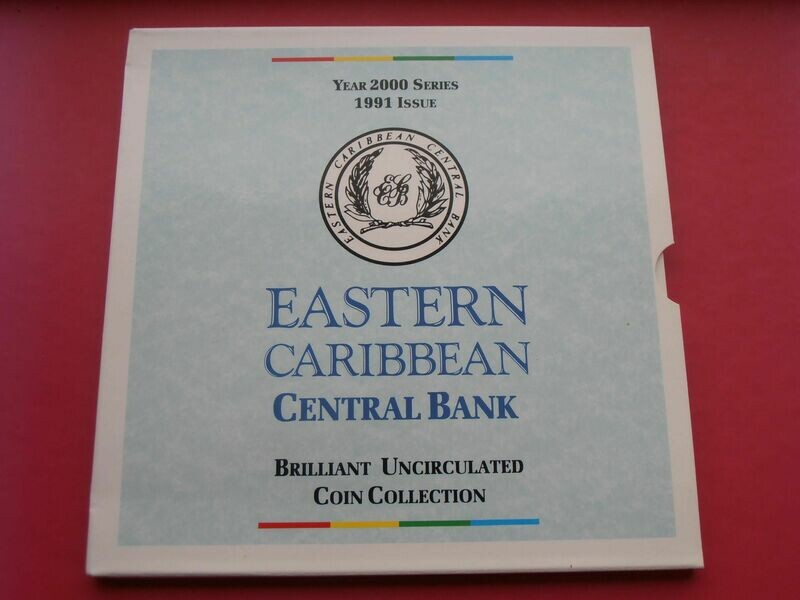 YEAR 2000 SERIES
1991 ISSUE
EASTERN CARIBBEAN CENTRAL BANK
ECCB
EASTERN
CARIBBEAN
CENTRAL BANK
BRILLIANT UNCIRCULATED
COIN COLLECTION